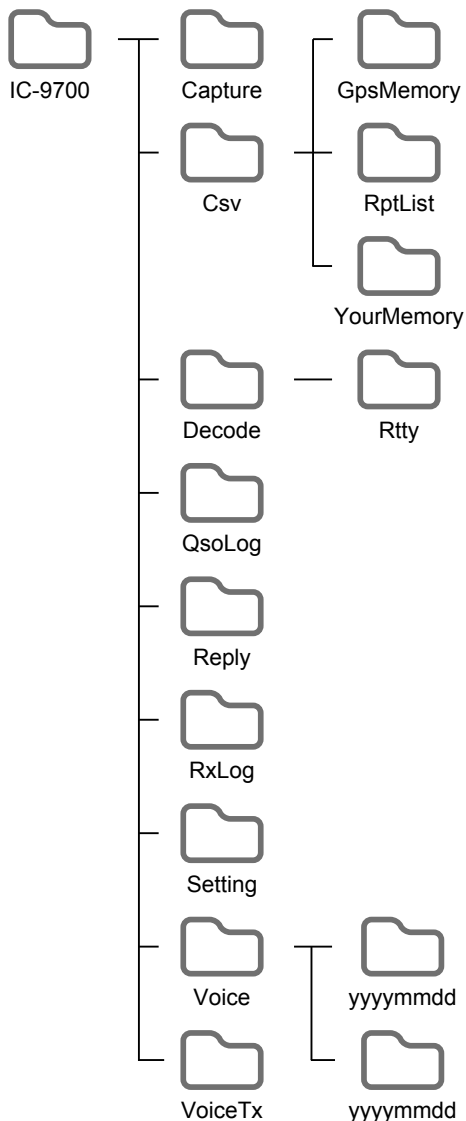 IC-9700
Capture
GpsMemory
Csv
RptList
YourMemory
Decode
Rtty
QsoLog
Reply
RxLog
Setting
Voice
yyyymmdd
VoiceTx
yyyymmdd